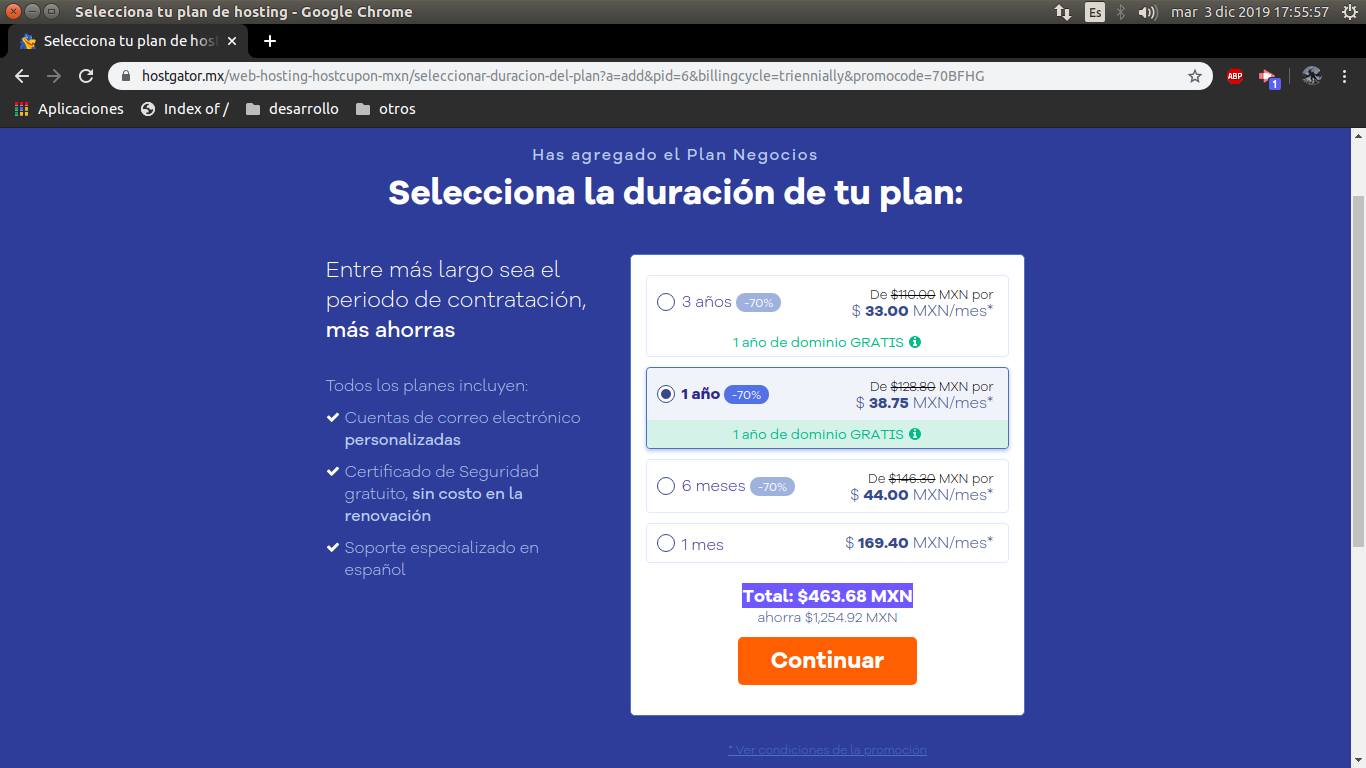 Selecciona tu plan de hosting - Google Chrome
Es
mar 3 dic 2019 17:55:57
Selecciona tu plan de host
hostgator.mx/web-hosting-hostcupon-mxn/seleccionar-duracion-del-plan?a=add&pid=6&billingcycle=triennially&promocode=70BFHG
ABP
1
Aplicaciones
Index of /
desarrollo
otros
Has agregado el Plan Negocios
Selecciona la duración de tu plan:
Entre más largo sea el
periodo de contratación,
más ahorras
Todos los planes incluyen:
Cuentas de correo electrónico
personalizadas
Certificado de Seguridad
gratuito, sin costo en la
renovación
Soporte especializado en
español
3 años -70%
De $110.00 MXN por
$ 33.00 MXN/mes*
1 año de dominio GRATIS
1 año -70%
De $128.80 MXN por
$ 38.75 MXN/mes*
1 año de dominio GRATIS
6 meses -70%
De $146.30 MXN por
$ 44.00 MXN/mes*
1 mes
$ 169.40 MXN/mes*
Total: $463.68 MXN
ahorra $1,254.92 MXN
Continuar
* Ver condiciones de la promoción